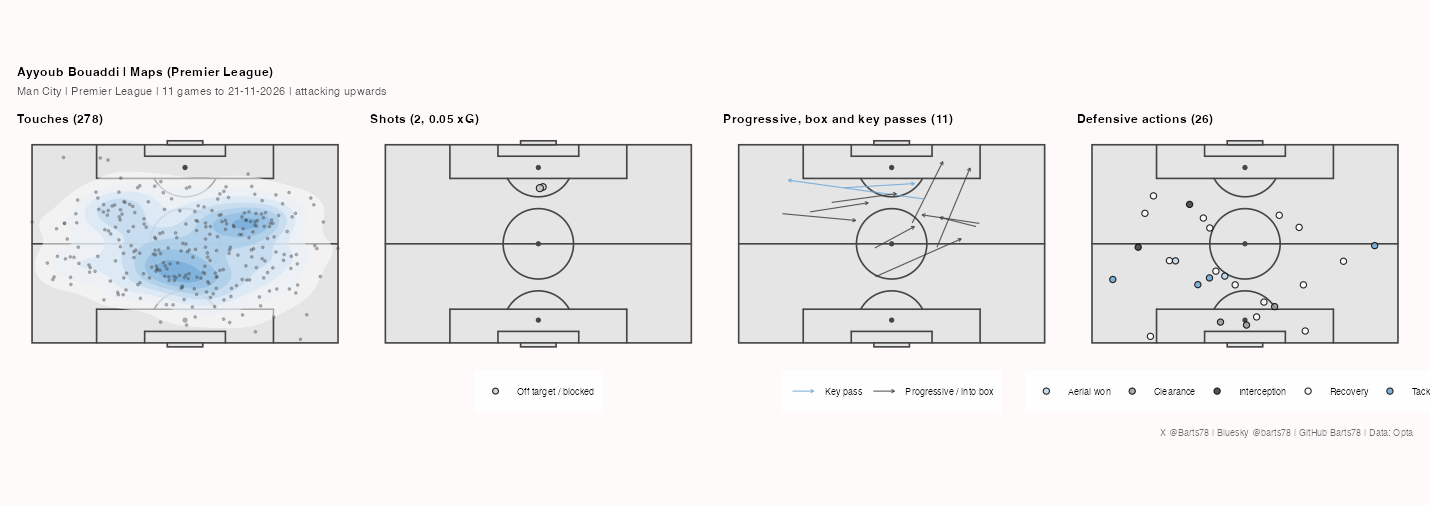 Ayyoub Bouaddi | Maps (Premier League)
Man City | Premier League | 11 games to 21-11-2026 | attacking upwards
Touches (278)
Shots (2, 0.05 xG)
Progressive, box and key passes (11)
Defensive actions (26)
Off target / blocked
Key pass
Progressive / into box
Aerial won
Clearance
Interception
Recovery
Tack
X @Barts78 | Bluesky @barts78 | GitHub Barts78 | Data: Opta